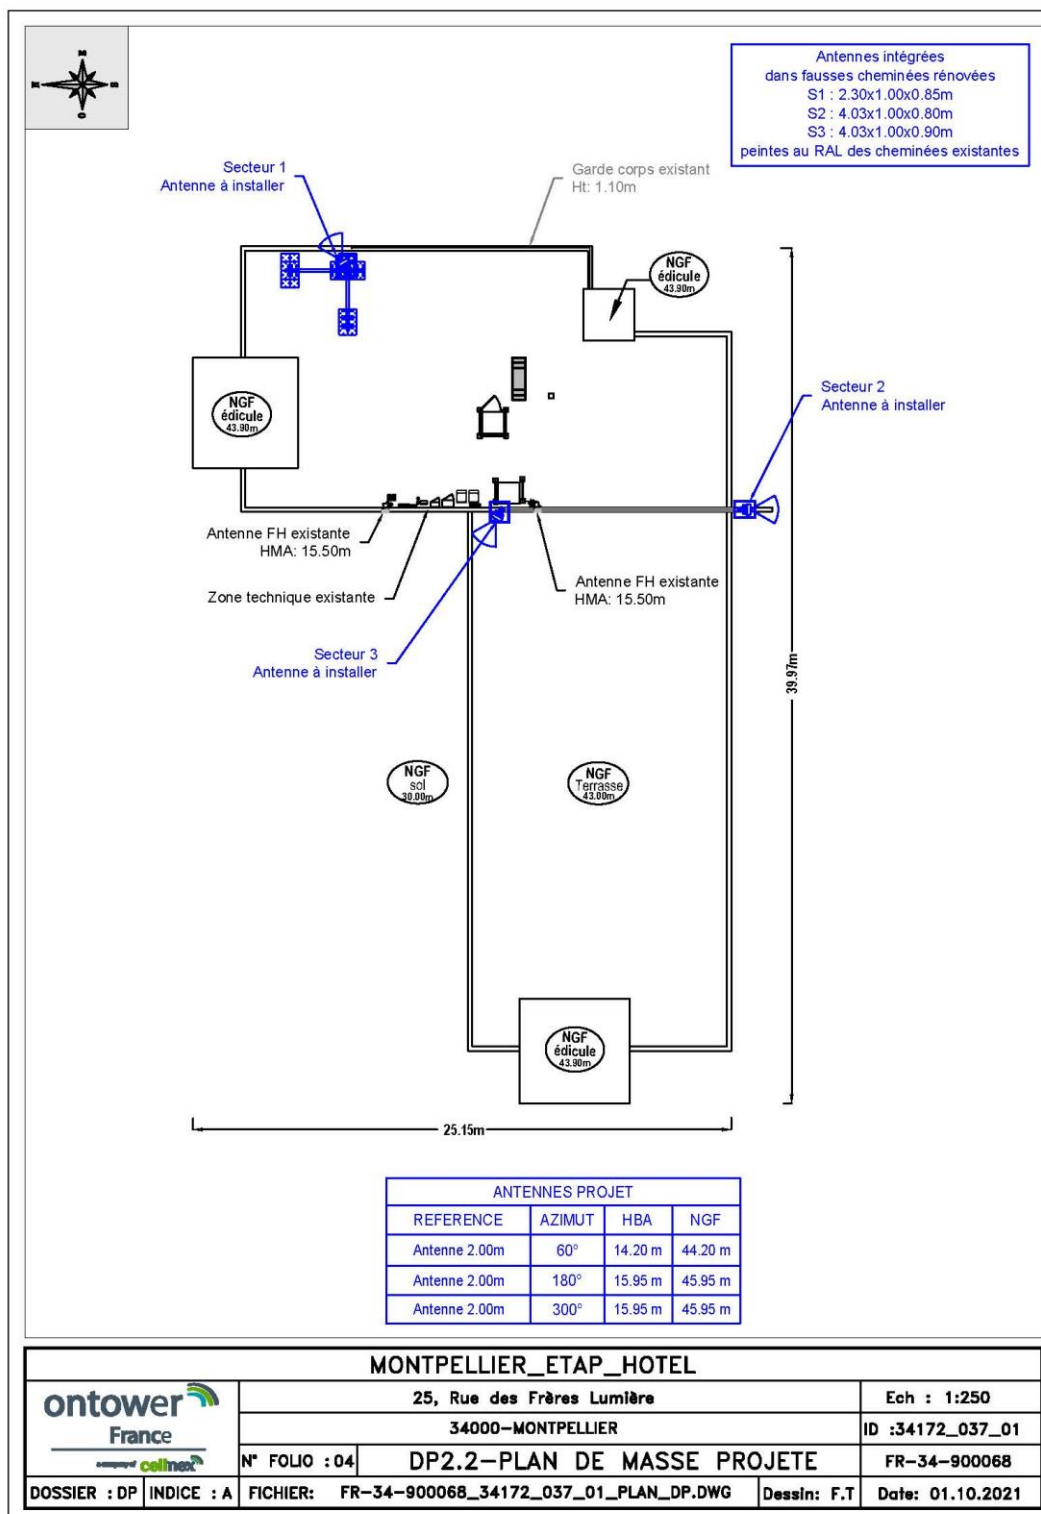 M
N
S
O
Antennes intégrées
dans fausses cheminées rénovées
S1 : 2.30x1.00x0.85m
S2 : 4.03x1.00x0.80m
S3 : 4.03x1.00x0.90m
peintes au RAL des cheminées existantes
Secteur 1
Antenne à installer
Garde corps existant
Ht: 1.10m
NGF
édicule
43.90m
NGF
édicule
43.90m
Secteur 2
Antenne à installer
Antenne FH existante
HMA: 15.50m
Zone technique existante
Antenne FH existante
HMA: 15.50m
Secteur 3
Antenne à installer
39.97m
NGF
sol
30.00m
NGF
Terrasse
43.00m
NGF
édicule
43.90m
25.15m
ANTENNES PROJET
REFERENCE AZIMUT HBA NGF
Antenne 2.00m 60° 14.20 m 44.20 m
Antenne 2.00m 180° 15.95 m 45.95 m
Antenne 2.00m 300° 15.95 m 45.95 m
MONTPELLIER_ETAP_HOTEL
ontower
France
a company of cellnex
25, Rue des Frères Lumière
Ech : 1:250
34000-MONTPELLIER
ID :34172_037_01
N° FOLIO :04
DP2.2-PLAN DE MASSE PROJETE
FR-34-900068
DOSSIER : DP
INDICE : A
FICHIER: FR-34-900068_34172_037_01_PLAN_DP.DWG
Dessin: F.T
Date: 01.10.2021